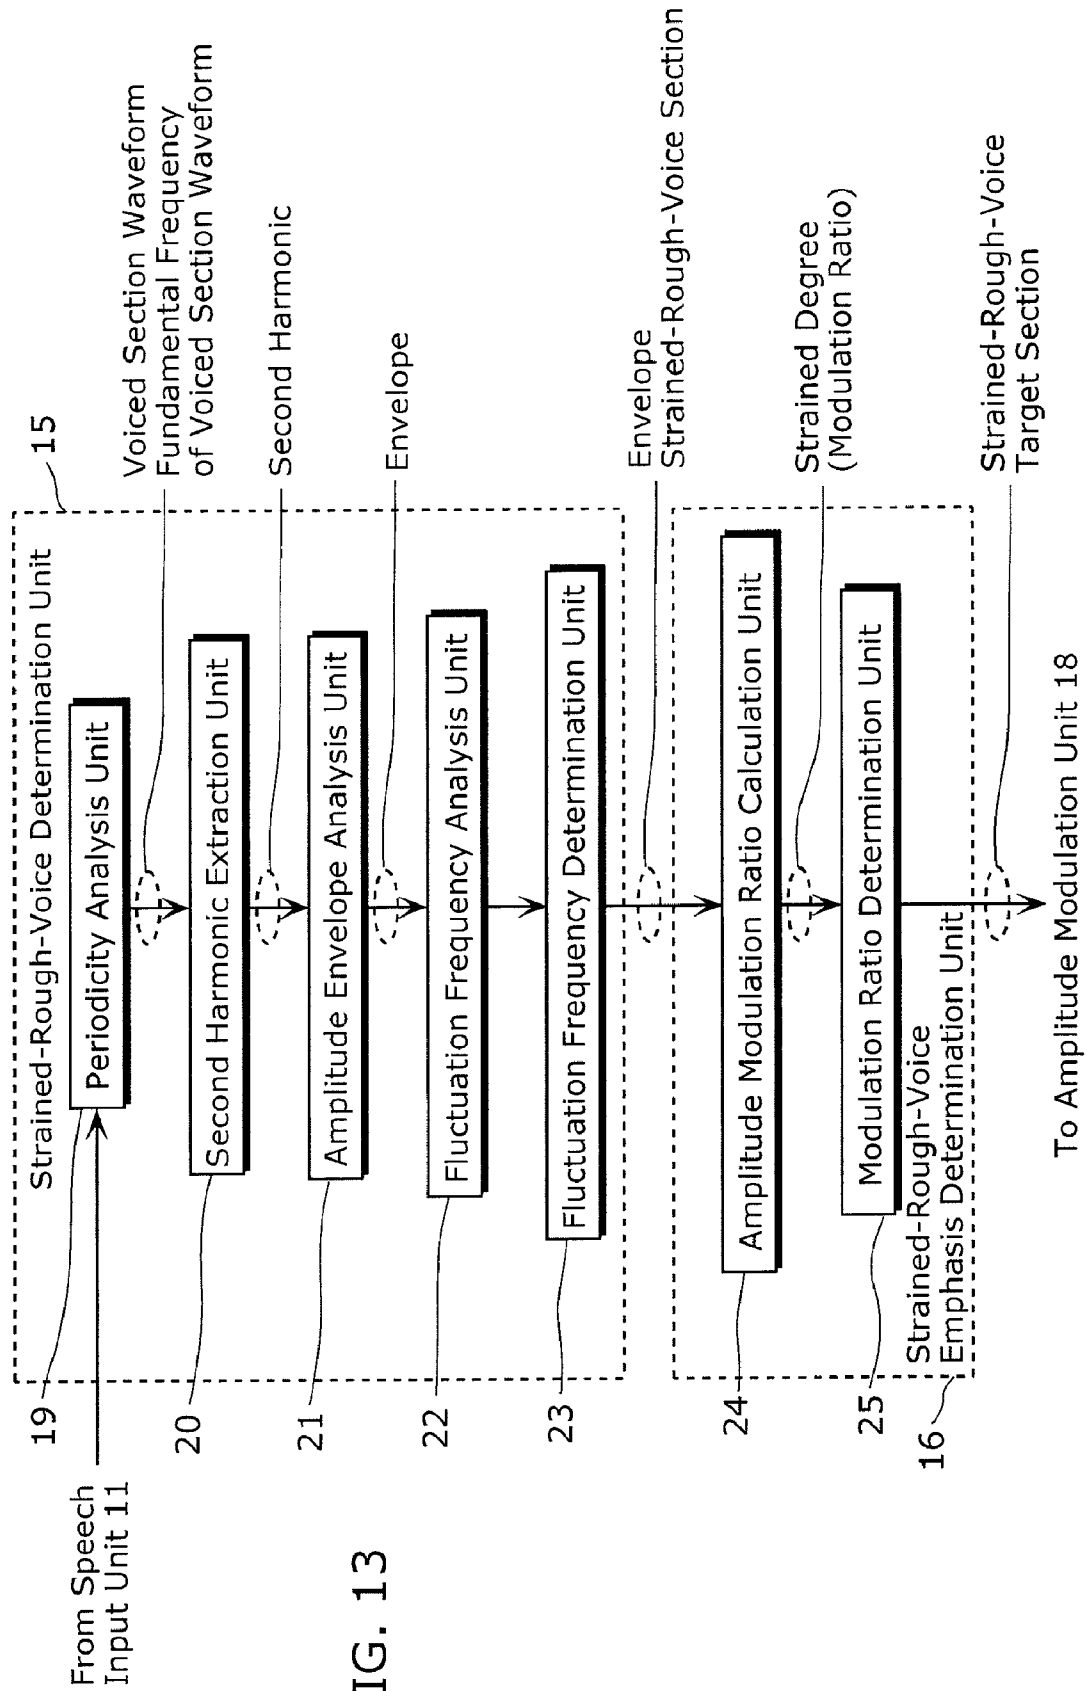 15
Strained-Rough-Voice Determination Unit
19
From Speech
Input Unit 11
Periodicity Analysis Unit
Voiced Section Waveform
Fundamental Frequency
of Voiced Section Waveform
20
Second Harmonic Extraction Unit
Second Harmonic
21
Amplitude Envelope Analysis Unit
Envelope
22
Fluctuation Frequency Analysis Unit
23
Fluctuation Frequency Determination Unit
Envelope
Strained-Rough-Voice Section
24
Amplitude Modulation Ratio Calculation Unit
Strained Degree
(Modulation Ratio)
25
Modulation Ratio Determination Unit
Strained-Rough-Voice
Emphasis Determination Unit
16
Strained-Rough-Voice
Target Section
To Amplitude Modulation Unit 18
IG. 13